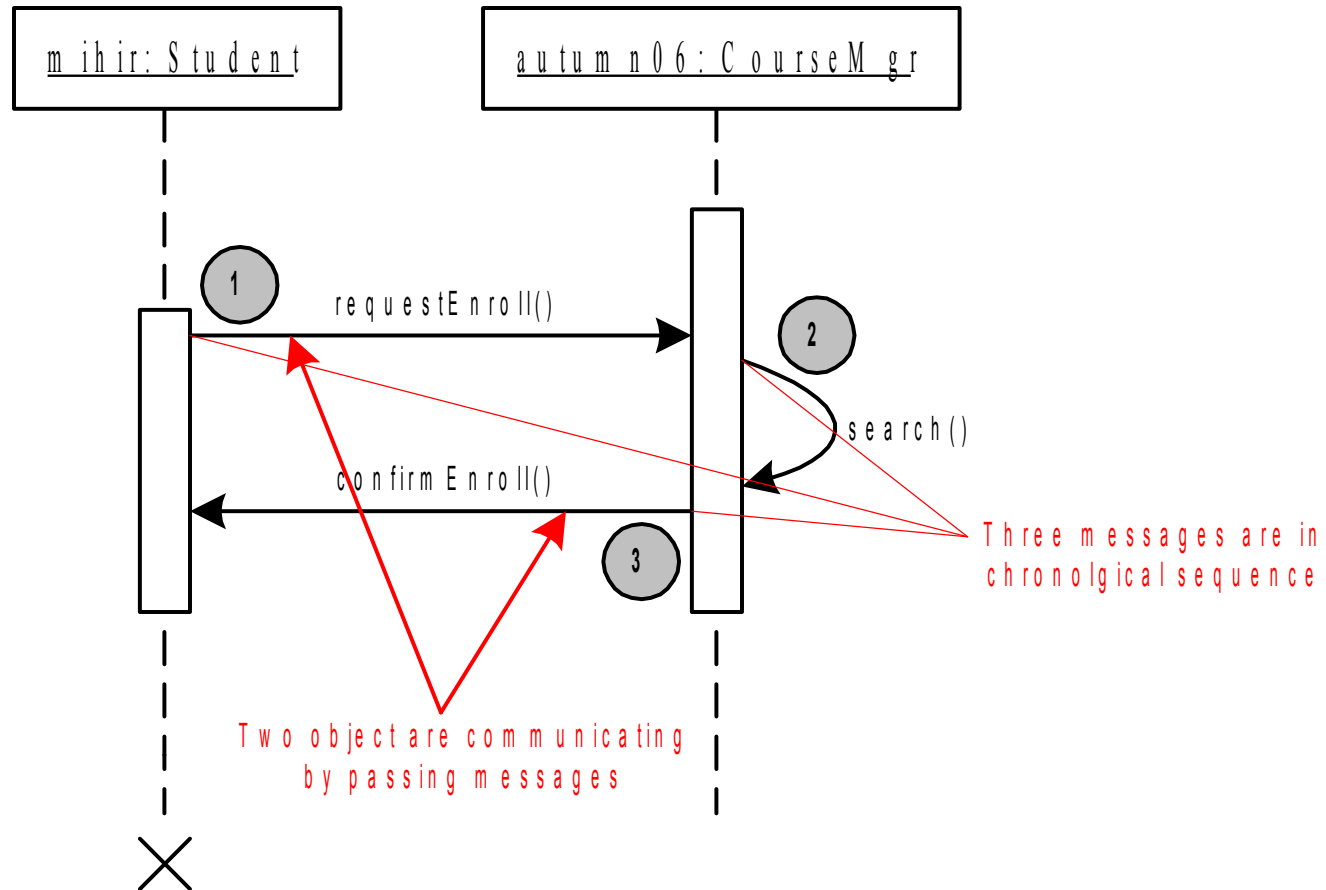 mihir: Student
autumn06: CourseMgr
1
requestEnroll()
2
search()
confirmEnroll()
3
Three messages are in
chronolgical sequence
Two object are communicating
by passing messages